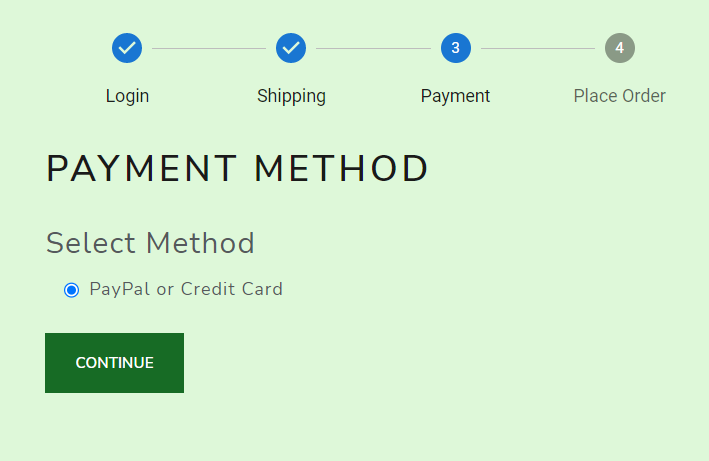 3 4
Login Shipping Payment Place Order
PAYMENT METHOD
Select Method
PayPal or Credit Card
CONTINUE